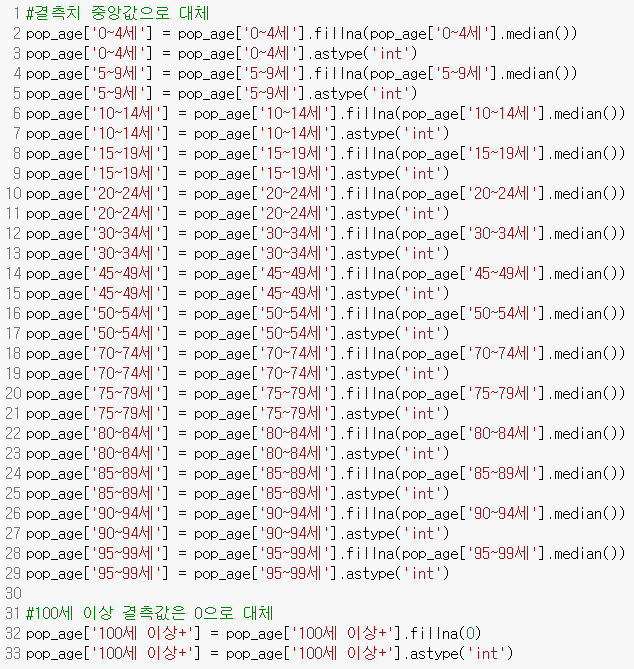 1 #결측치 중앙값으로 대체
2 pop_age['0~4세'] = pop_age['0~4세'].fillna(pop_age['0~4세'].median())
3 pop_age['0~4세'] = pop_age['0~4세'].astype('int')
4 pop_age['5~9세'] = pop_age['5~9세'].fillna(pop_age['5~9세'].median())
5 pop_age['5~9세'] = pop_age['5~9세'].astype('int')
6 pop_age['10~14세'] = pop_age['10~14세'].fillna(pop_age['10~14세'].median())
7 pop_age['10~14세'] = pop_age['10~14세'].astype('int')
8 pop_age['15~19세'] = pop_age['15~19세'].fillna(pop_age['15~19세'].median())
9 pop_age['15~19세'] = pop_age['15~19세'].astype('int')
10 pop_age['20~24세'] = pop_age['20~24세'].fillna(pop_age['20~24세'].median())
11 pop_age['20~24세'] = pop_age['20~24세'].astype('int')
12 pop_age['30~34세'] = pop_age['30~34세'].fillna(pop_age['30~34세'].median())
13 pop_age['30~34세'] = pop_age['30~34세'].astype('int')
14 pop_age['45~49세'] = pop_age['45~49세'].fillna(pop_age['45~49세'].median())
15 pop_age['45~49세'] = pop_age['45~49세'].astype('int')
16 pop_age['50~54세'] = pop_age['50~54세'].fillna(pop_age['50~54세'].median())
17 pop_age['50~54세'] = pop_age['50~54세'].astype('int')
18 pop_age['70~74세'] = pop_age['70~74세'].fillna(pop_age['70~74세'].median())
19 pop_age['70~74세'] = pop_age['70~74세'].astype('int')
20 pop_age['75~79세'] = pop_age['75~79세'].fillna(pop_age['75~79세'].median())
21 pop_age['75~79세'] = pop_age['75~79세'].astype('int')
22 pop_age['80~84세'] = pop_age['80~84세'].fillna(pop_age['80~84세'].median())
23 pop_age['80~84세'] = pop_age['80~84세'].astype('int')
24 pop_age['85~89세'] = pop_age['85~89세'].fillna(pop_age['85~89세'].median())
25 pop_age['85~89세'] = pop_age['85~89세'].astype('int')
26 pop_age['90~94세'] = pop_age['90~94세'].fillna(pop_age['90~94세'].median())
27 pop_age['90~94세'] = pop_age['90~94세'].astype('int')
28 pop_age['95~99세'] = pop_age['95~99세'].fillna(pop_age['95~99세'].median())
29 pop_age['95~99세'] = pop_age['95~99세'].astype('int')
30
31 #100세 이상 결측값은 0으로 대체
32 pop_age['100세 이상+'] = pop_age['100세 이상+'].fillna(0)
33 pop_age['100세 이상+'] = pop_age['100세 이상+'].astype('int')